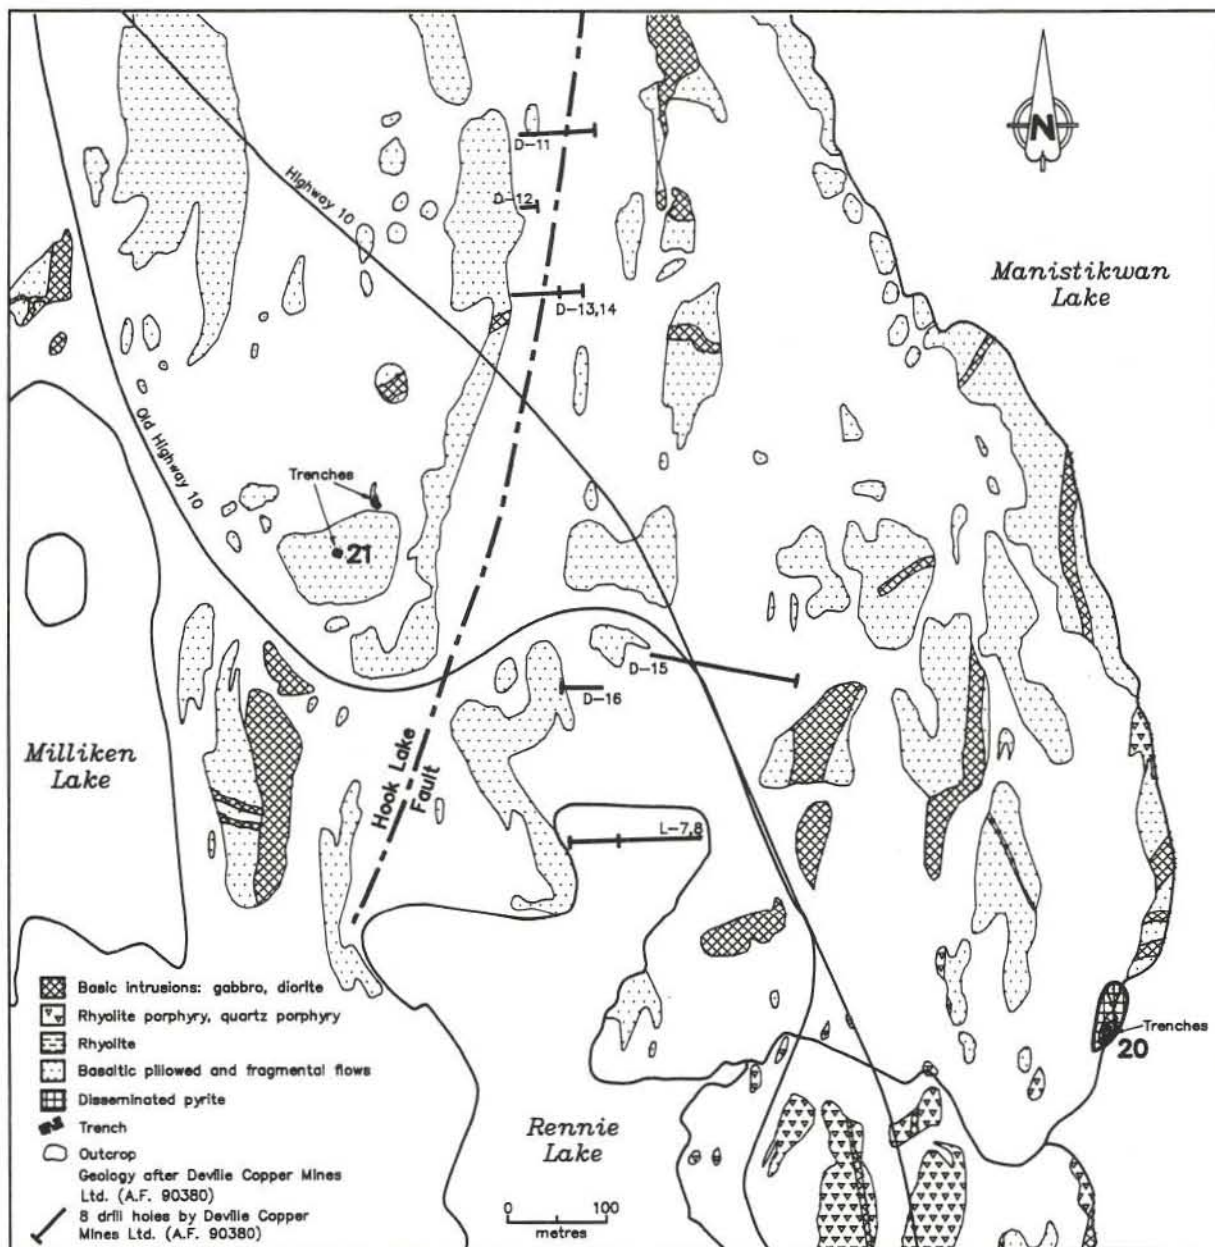 N
D-11
Highway 10
D-12
Manistikwan
Lake
D-13,14
Old Highway 10
Trenches
21
D-15
D-16
Milliken
Lake
Hook Lake
Fault
L-7,8
Basic intrusions: gabbro, diorite
Rhyolite porphyry, quartz porphyry
Rhyolite
Basaltic pillowed and fragmental flows
Disseminated pyrite
Trench
Outcrop
Geology after Deville Copper Mines
Ltd. (A.F. 90380)
8 drill holes by Deville Copper
Mines Ltd. (A.F. 90380)
Trenches
20
Rennie
Lake
0 100
metres